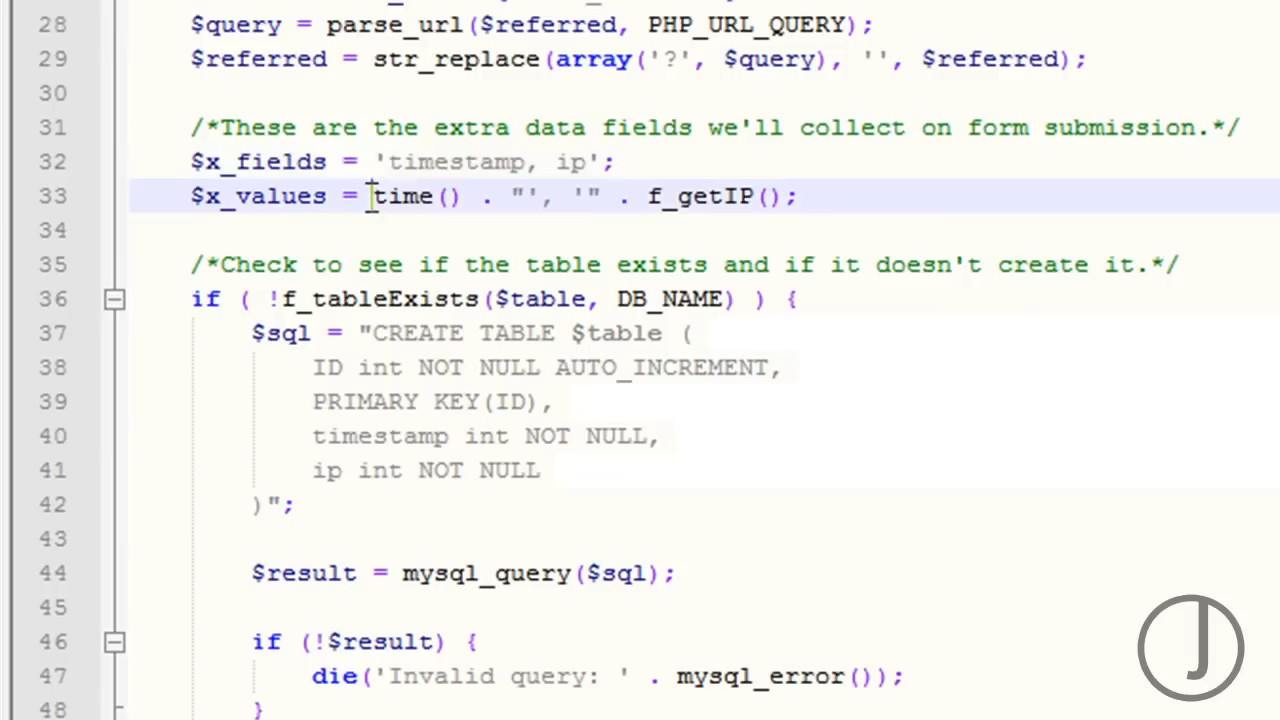 28 $query = parse_url($referred, PHP_URL_QUERY);
29 $referred = str_replace(array('?', $query), '', $referred);
30
31 /*These are the extra data fields we'll collect on form submission.*/
32 $x_fields = 'timestamp, ip';
33 $x_values = time() . "', '" . f_getIP();
34
35 /*Check to see if the table exists and if it doesn't create it.*/
36 if ( !f_tableExists($table, DB_NAME) ) {
37 $sql = "CREATE TABLE $table (
38 ID int NOT NULL AUTO_INCREMENT,
39 PRIMARY KEY(ID),
40 timestamp int NOT NULL,
41 ip int NOT NULL
42 )";
43
44 $result = mysql_query($sql);
45
46 if (!$result) {
47 die('Invalid query: ' . mysql_error());
48 }
J